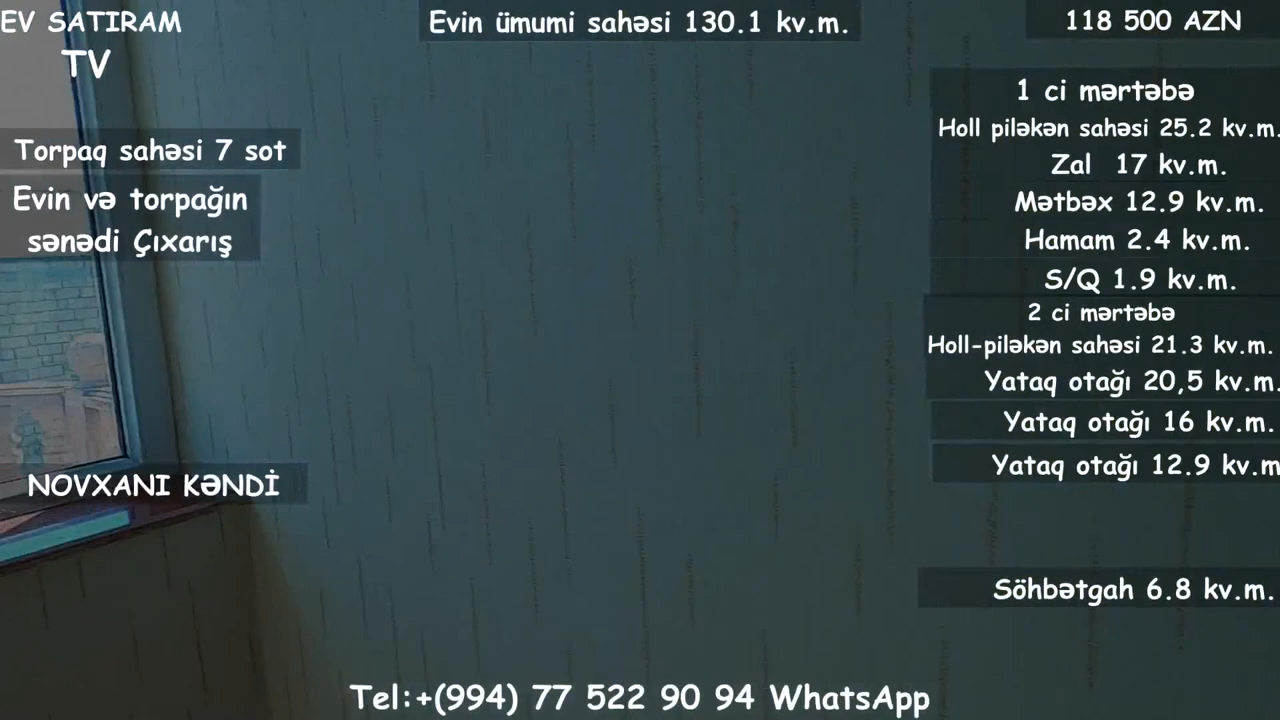 EV SATIRAM
TV
Evin ümumi sahəsi 130.1 kv.m.
118 500 AZN
Torpaq sahəsi 7 sot
Evin və torpağın
sənədi Çıxarış
NOVXANI KƏNDİ
1 ci mərtəbə
Holl piləkən sahəsi 25.2 kv.m.
Zal 17 kv.m.
Mətbəx 12.9 kv.m.
Hamam 2.4 kv.m.
S/Q 1.9 kv.m.
2 ci mərtəbə
Holl-piləkən sahəsi 21.3 kv.m.
Yataq otağı 20,5 kv.m.
Yataq otağı 16 kv.m.
Yataq otağı 12.9 kv.m
Söhbətgah 6.8 kv.m.
Tel:+(994) 77 522 90 94 WhatsApp